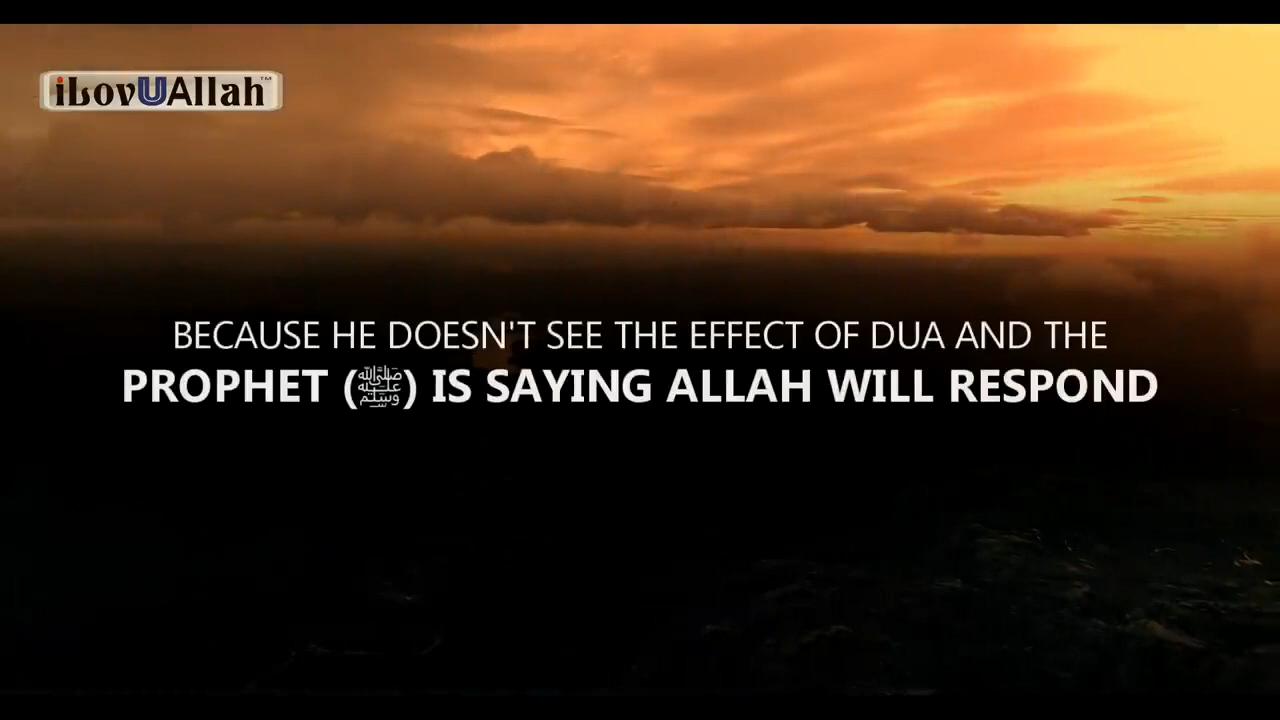 iLovUAllah™
BECAUSE HE DOESN'T SEE THE EFFECT OF DUA AND THE
PROPHET (ﷺ) IS SAYING ALLAH WILL RESPOND